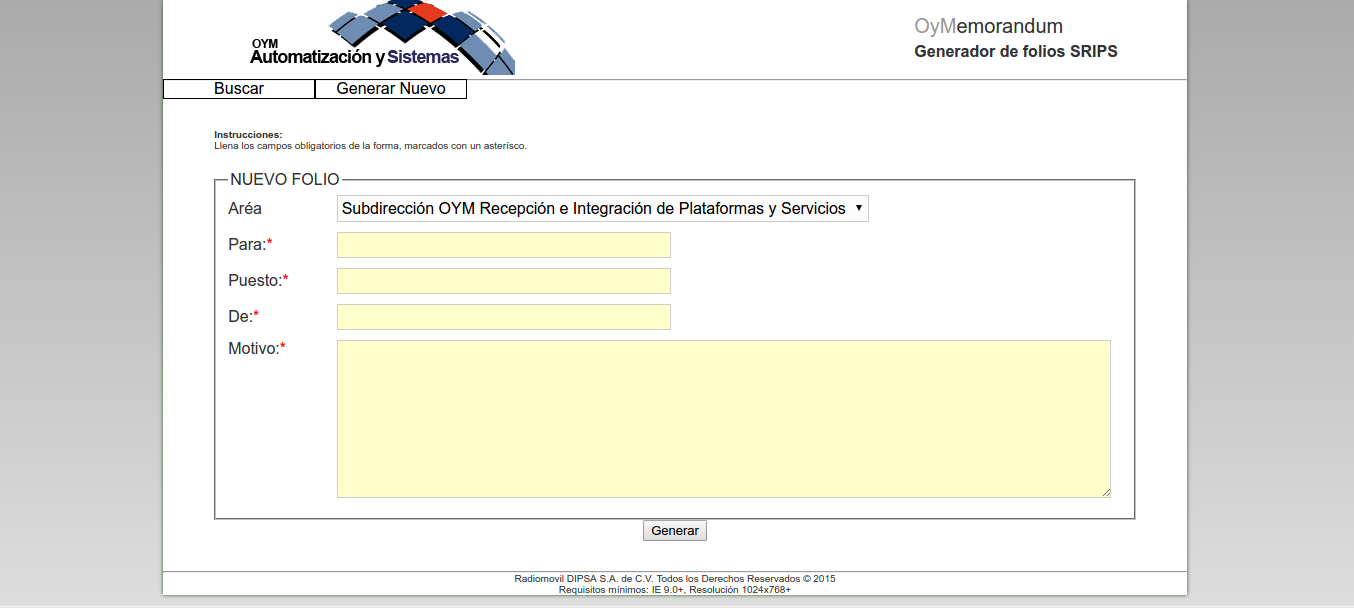 OYM
Automatización y Sistemas
OyMemorandum
Generador de folios SRIPS
Buscar
Generar Nuevo
Instrucciones:
Llena los campos obligatorios de la forma, marcados con un asterísco.
NUEVO FOLIO
Aréa
Subdirección OYM Recepción e Integración de Plataformas y Servicios
Para:*
Puesto:*
De:*
Motivo:*
Generar
Radiomovil DIPSA S.A. de C.V. Todos los Derechos Reservados © 2015
Requisitos mínimos: IE 9.0+, Resolución 1024x768+